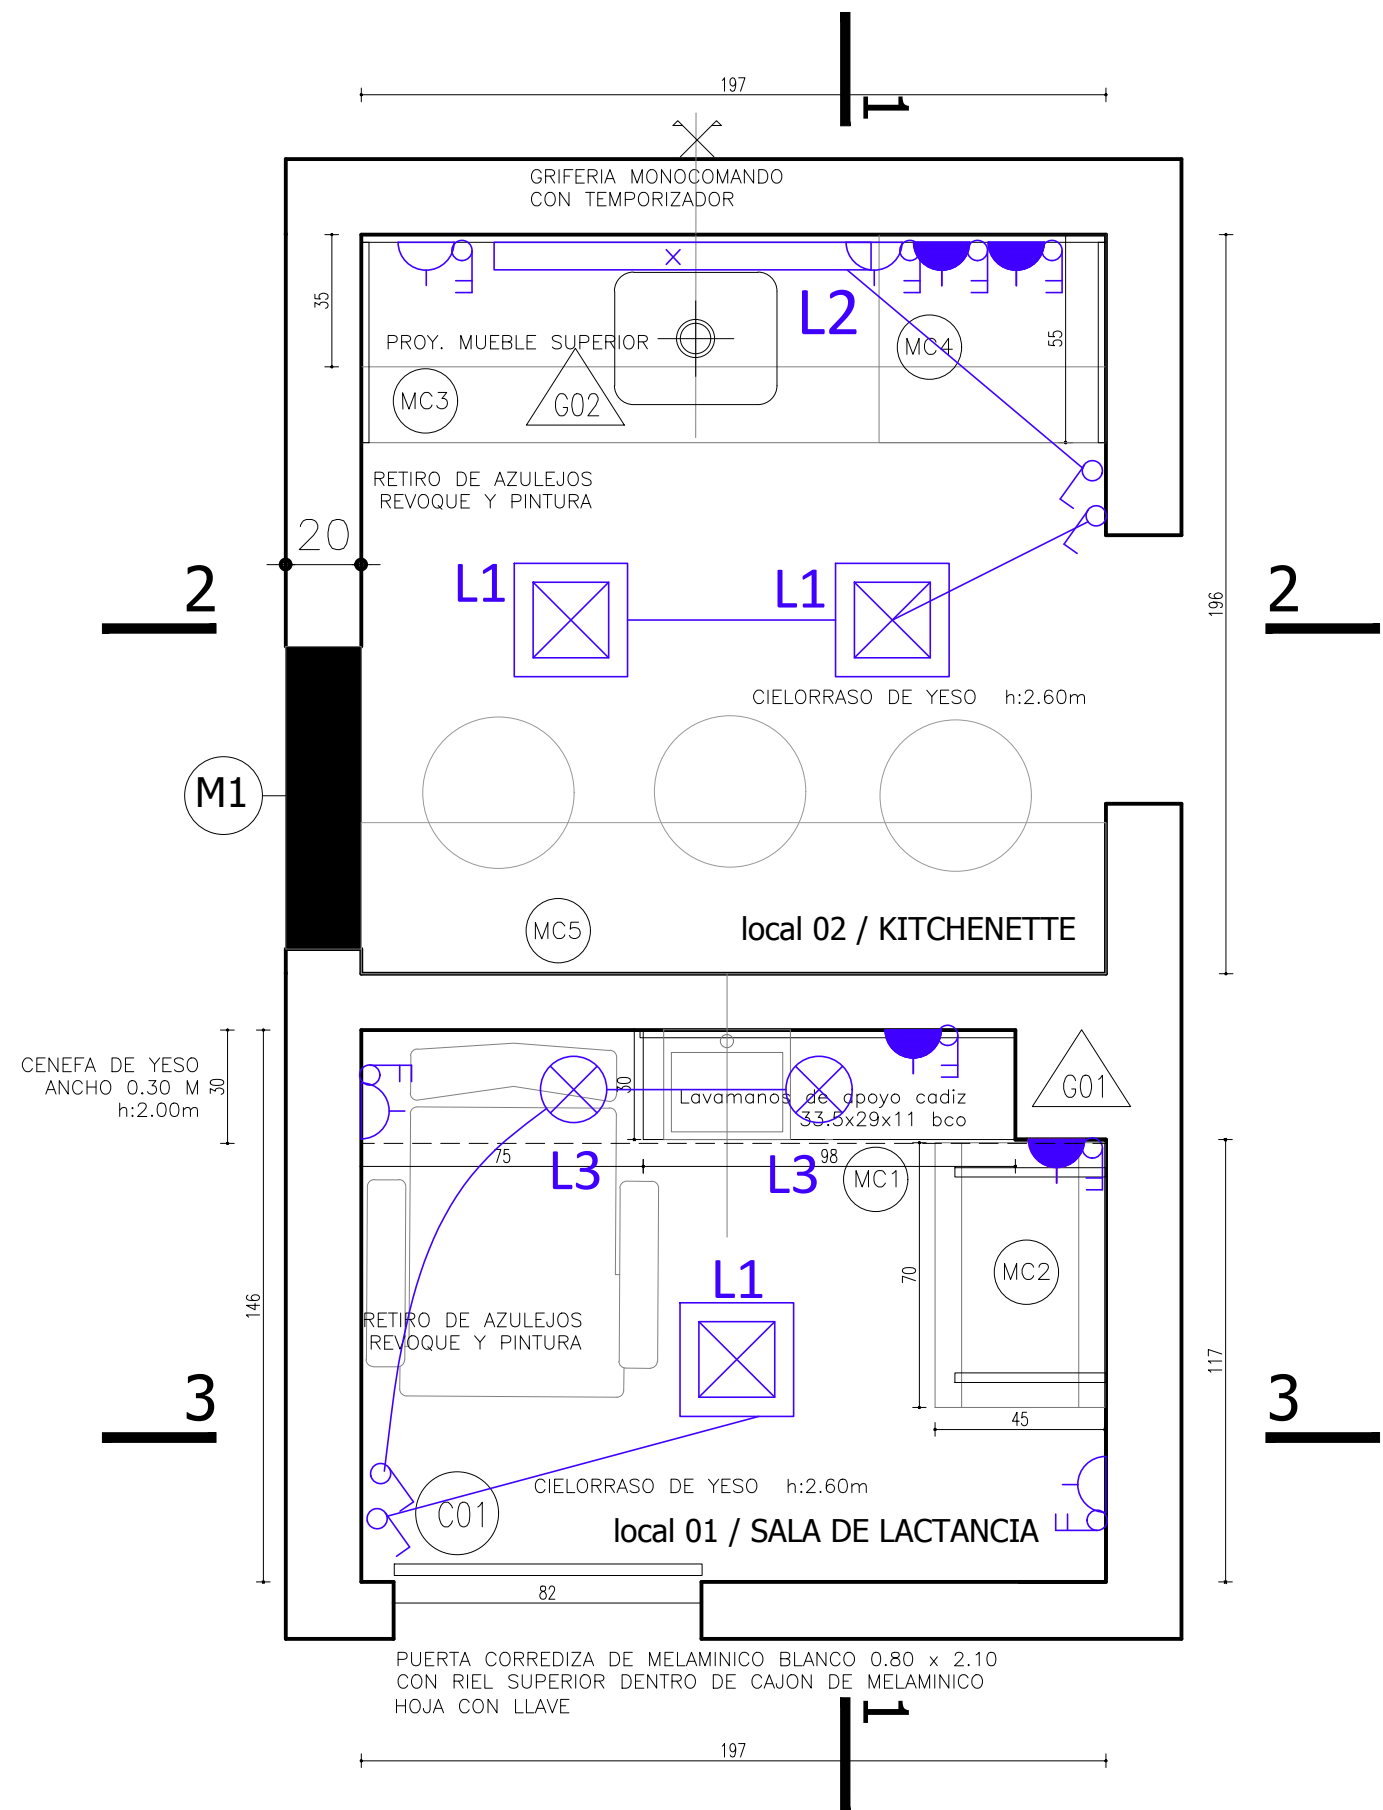 197
1
GRIFERIA MONOCOMANDO
CON TEMPORIZADOR
35
L2
55
PROY. MUEBLE SUPERIOR
MC4
MC3
G02
RETIRO DE AZULEJOS
REVOQUE Y PINTURA
20
2
L1
L1
2
196
CIELORRASO DE YESO h:2.60m
M1
MC5
local 02 / KITCHENETTE
CENEFA DE YESO
ANCHO 0.30 M
h:2.00m
30
30
G01
Lavamanos de apoyo cadiz
33.5x29x11 bco
75
98
L3
L3
MC1
70
MC2
L1
146
RETIRO DE AZULEJOS
REVOQUE Y PINTURA
117
3
3
45
CIELORRASO DE YESO h:2.60m
C01
local 01 / SALA DE LACTANCIA
82
PUERTA CORREDIZA DE MELAMINICO BLANCO 0.80 x 2.10
CON RIEL SUPERIOR DENTRO DE CAJON DE MELAMINICO
HOJA CON LLAVE
1
197